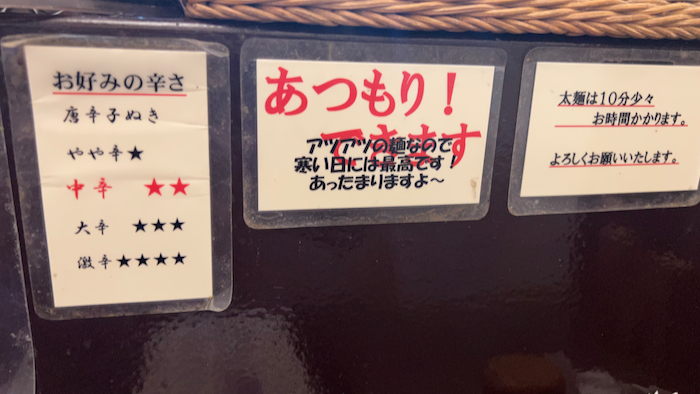 お好みの辛さ
唐辛子ぬき
やや辛★
中辛 ★★
大辛 ★★★
激辛★★★★
あつもり！
できます
アツアツの麺なので
寒い日には最高です！
あったまりますよ～
太麺は10分少々
お時間かかります。
よろしくお願いいたします。